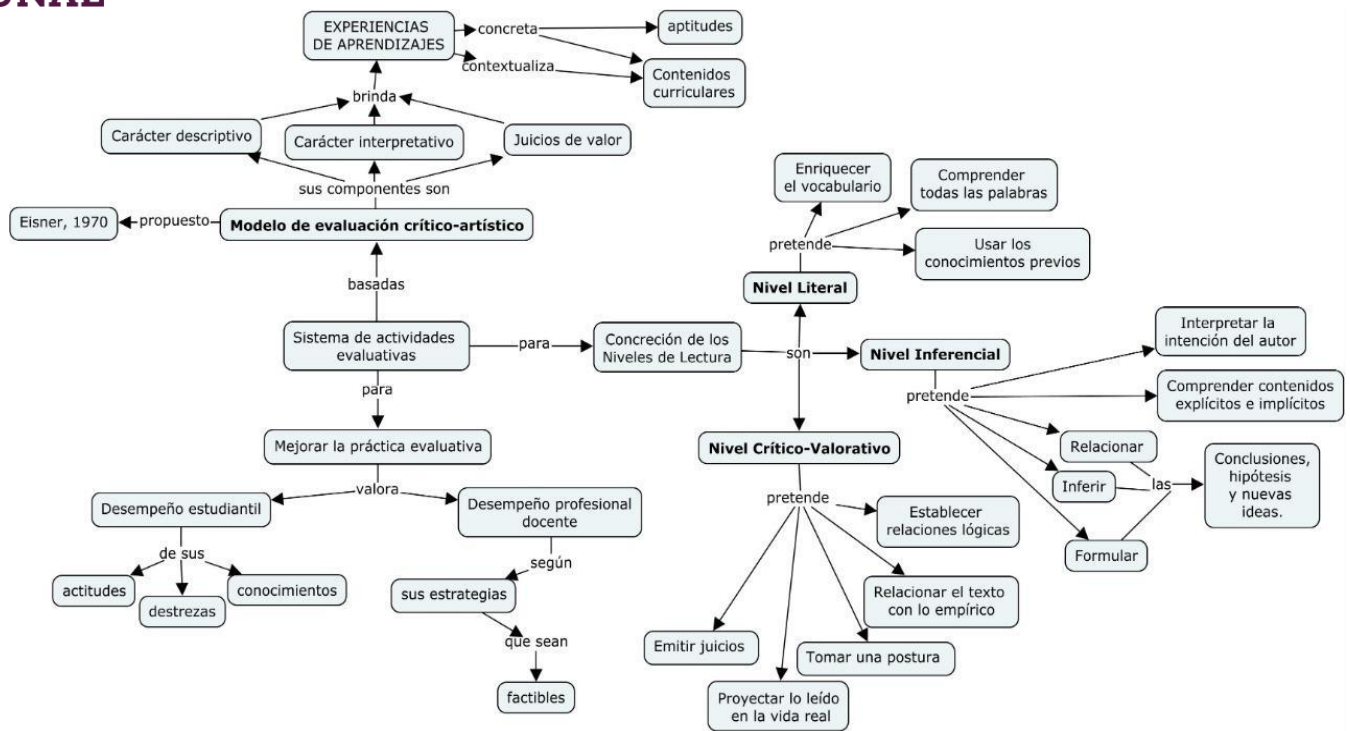 EXPERIENCIAS
DE APRENDIZAJES
concreta
aptitudes
contextualiza
Contenidos
curriculares
brinda
Carácter descriptivo
Carácter interpretativo
Juicios de valor
sus componentes son
Eisner, 1970
propuesto
Modelo de evaluación crítico-artístico
basadas
Sistema de actividades
evaluativas
para
Concreción de los
Niveles de Lectura
son
Nivel Literal
pretende
Enriquecer
el vocabulario
Comprender
todas las palabras
Usar los
conocimientos previos
Nivel Inferencial
pretende
Interpretar la
intención del autor
Comprender contenidos
explícitos e implícitos
Relacionar
Inferir
Formular
las
Conclusiones,
hipótesis
y nuevas
ideas.
Nivel Crítico-Valorativo
pretende
Establecer
relaciones lógicas
Relacionar el texto
con lo empírico
Tomar una postura
Proyectar lo leído
en la vida real
Emitir juicios
para
Mejorar la práctica evaluativa
valora
Desempeño estudiantil
de sus
actitudes
destrezas
conocimientos
Desempeño profesional
docente
según
sus estrategias
que sean
factibles